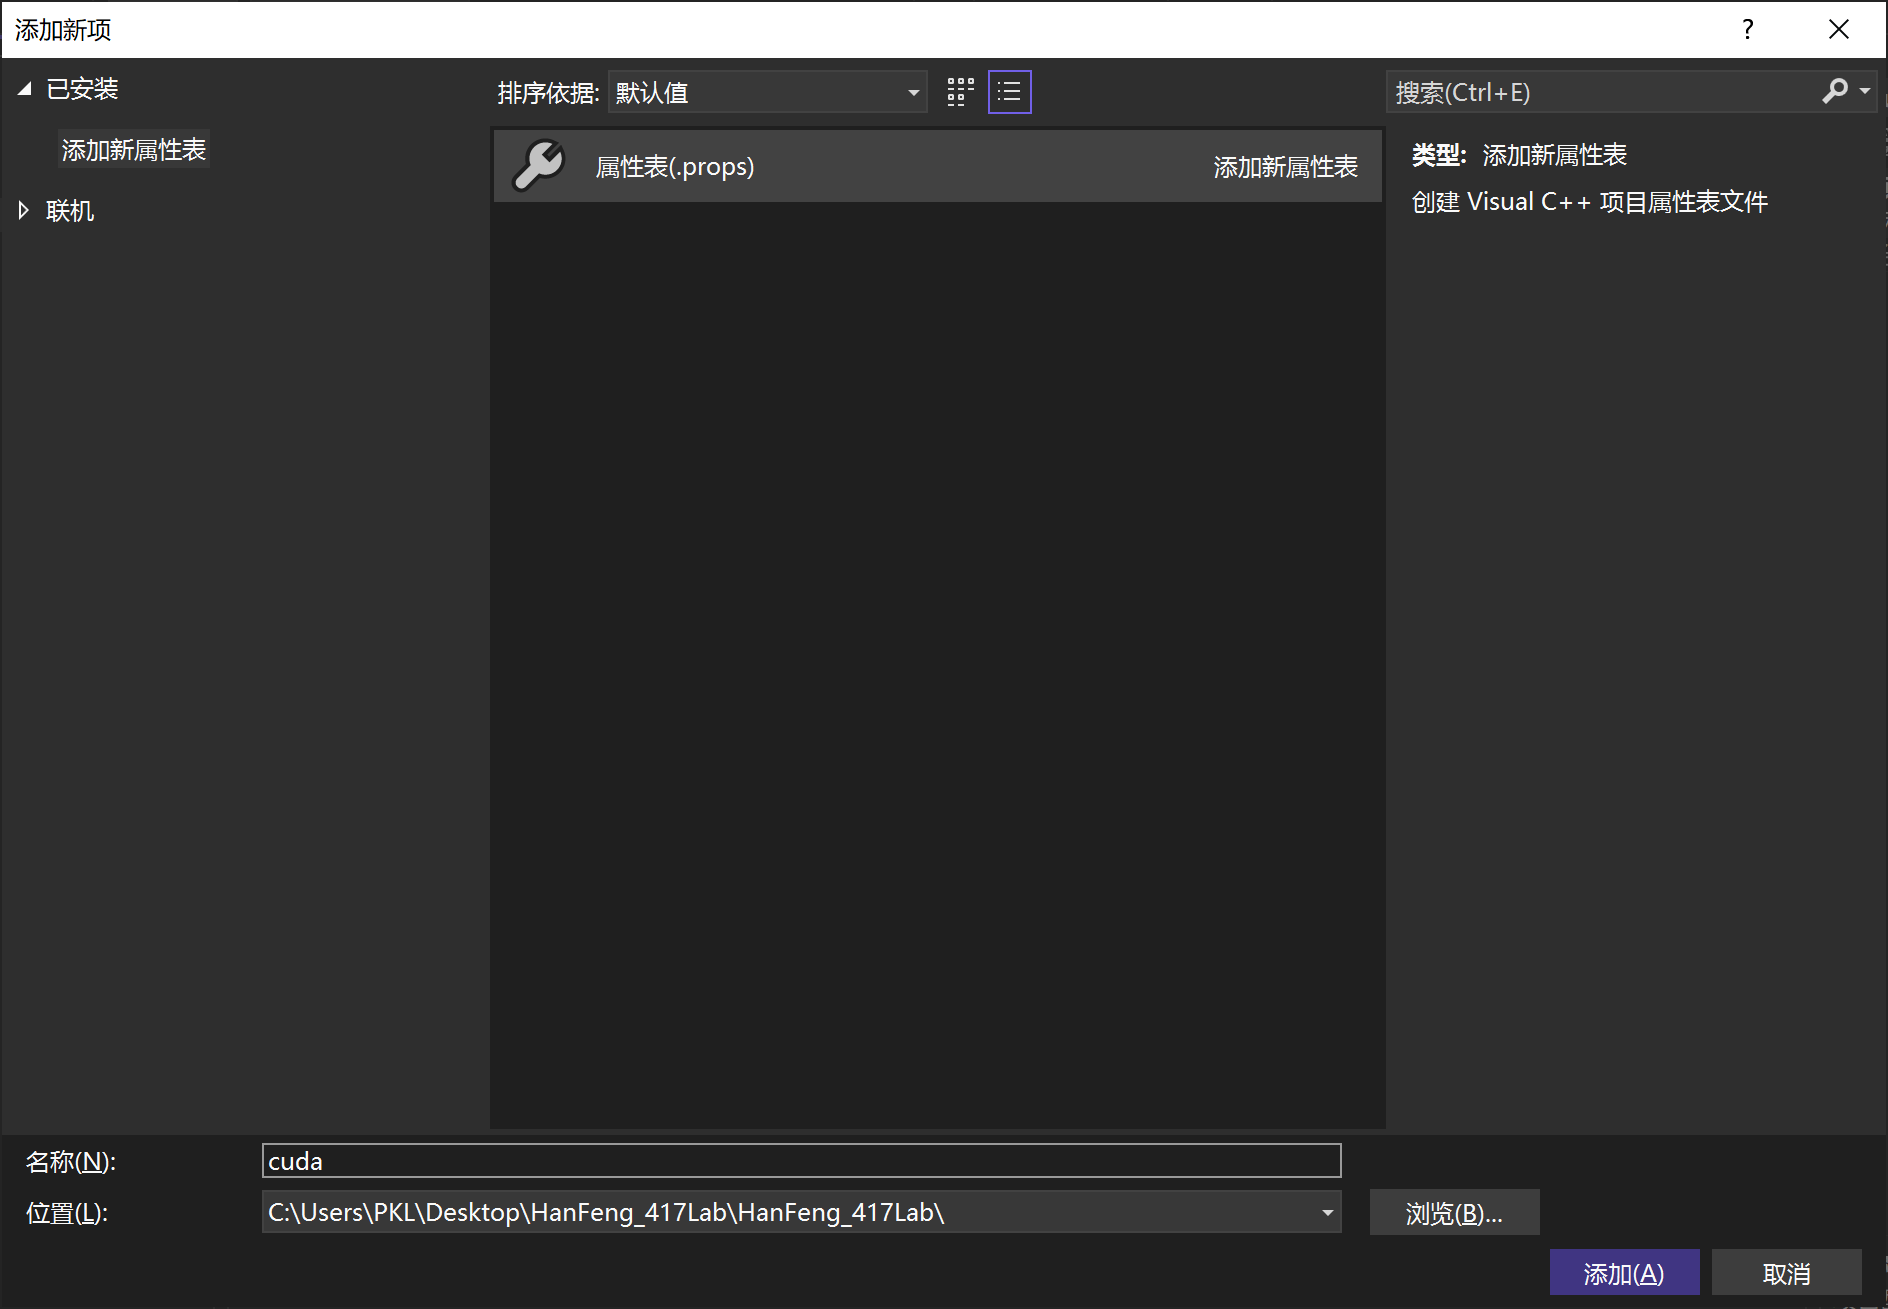 添加新项
?
已安装
添加新属性表
联机
排序依据: 默认值
属性表(.props) 添加新属性表
搜索(Ctrl+E)
类型: 添加新属性表
创建 Visual C++ 项目属性表文件
名称(N): cuda
位置(L): C:\Users\PKL\Desktop\HanFeng_417Lab\HanFeng_417Lab\
浏览(B)...
添加(A) 取消